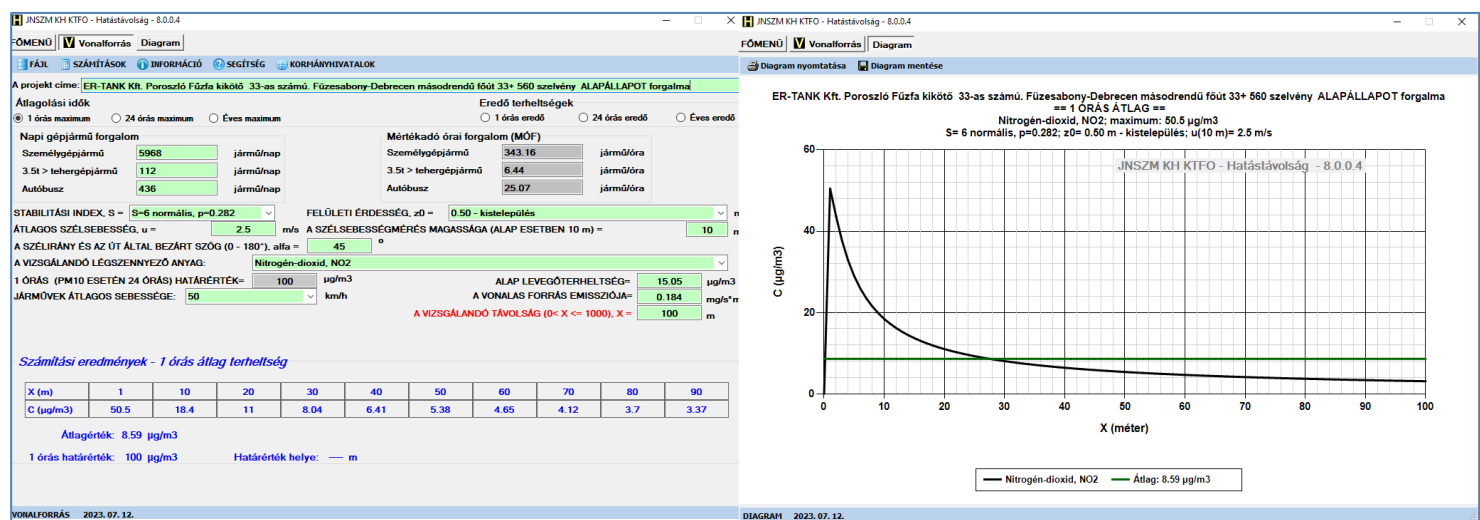 JNSZM KH KTFO - Hatástávolság - 8.0.0.4
FŐMENÜ V Vonalforrás Diagram
FÁJL SZÁMÍTÁSOK INFORMÁCIÓ SEGÍTSÉG KORMÁNYHIVATALOK
A projekt címe: ER-TANK Kft. Poroszló Fűzfa kikötő 33-as számú. Füzesabony-Debrecen másodrendű főút 33+ 560 szelvény ALAPÁLLAPOT forgalma
Átlagolási idők Eredő terheltségek
1 órás maximum 24 órás maximum Éves maximum 1 órás eredő 24 órás eredő Éves eredő
Napi gépjármű forgalom Mértékadó órai forgalom (MÓF)
Személygépjármű 5968 jármű/nap Személygépjármű 343.16 jármű/óra
3.5t > tehergépjármű 112 jármű/nap 3.5t > tehergépjármű 6.44 jármű/óra
Autóbusz 436 jármű/nap Autóbusz 25.07 jármű/óra
STABILITÁSI INDEX, S = S=6 normális, p=0.282 FELÜLETI ÉRDESSÉG, z0 = 0.50 - kistelepülés
ÁTLAGOS SZÉLSEBESSÉG, u = 2.5 m/s A SZÉLSEBESSÉGMÉRÉS MAGASSÁGA (ALAP ESETBEN 10 m) = 10
A SZÉLIRÁNY ÉS AZ ÚT ÁLTAL BEZÁRT SZÖG (0 - 180°), alfa = 45 °
A VIZSGÁLANDÓ LÉGSZENNYEZŐ ANYAG: Nitrogén-dioxid, NO2
1 ÓRÁS (PM10 ESETÉN 24 ÓRÁS) HATÁRÉRTÉK= 100 µg/m3 ALAP LEVEGŐTERHELTSÉG= 15.05 µg/m3
JÁRMŰVEK ÁTLAGOS SEBESSÉGE: 50 km/h A VONALAS FORRÁS EMISSZIÓJA= 0.184 mg/s*m
A VIZSGÁLANDÓ TÁVOLSÁG (0< X <= 1000), X = 100 m
Számítási eredmények - 1 órás átlag terheltség
X (m) 1 10 20 30 40 50 60 70 80 90
C (µg/m3) 50.5 18.4 11 8.04 6.41 5.38 4.65 4.12 3.7 3.37
Átlagérték: 8.59 µg/m3
1 órás határérték: 100 µg/m3 Határérték helye: --- m
VONALFORRÁS 2023. 07. 12.
JNSZM KH KTFO - Hatástávolság - 8.0.0.4
FŐMENÜ V Vonalforrás Diagram
Diagram nyomtatása Diagram mentése
ER-TANK Kft. Poroszló Fűzfa kikötő 33-as számú. Füzesabony-Debrecen másodrendű főút 33+ 560 szelvény ALAPÁLLAPOT forgalma
== 1 ÓRÁS ÁTLAG ==
Nitrogén-dioxid, NO2; maximum: 50.5 µg/m3
S= 6 normális, p=0.282; z0= 0.50 m - kistelepülés; u(10 m)= 2.5 m/s
JNSZM KH KTFO - Hatástávolság - 8.0.0.4
60
40
20
0
C (µg/m3)
0 10 20 30 40 50 60 70 80 90 100
X (méter)
Nitrogén-dioxid, NO2 Átlag: 8.59 µg/m3
DIAGRAM 2023. 07. 12.